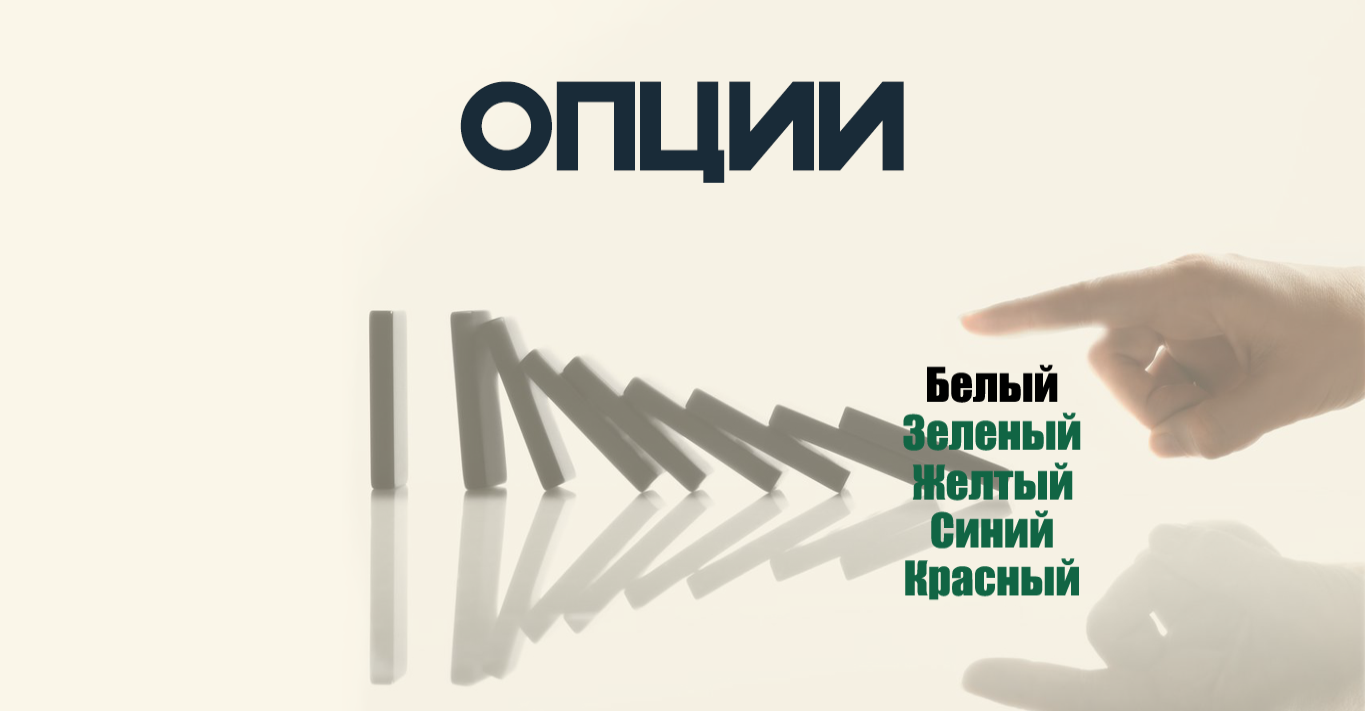 ОПЦИИ
Белый
Зеленый
Желтый
Синий
Красный